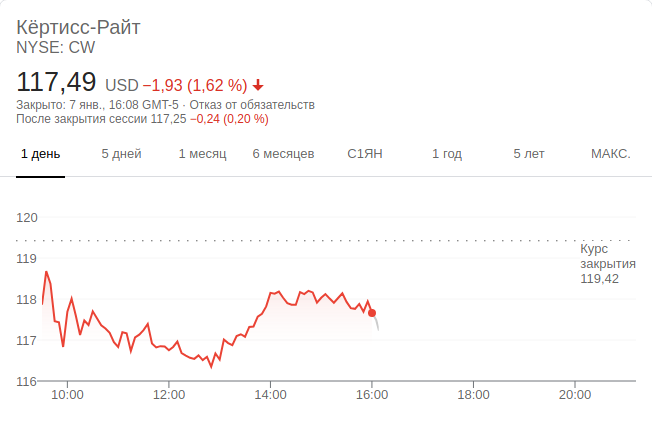 Кёртисс-Райт
NYSE: CW
117,49 USD −1,93 (1,62 %)
Закрыто: 7 янв., 16:08 GMT-5 · Отказ от обязательств
После закрытия сессии 117,25 −0,24 (0,20 %)
1 день 5 дней 1 месяц 6 месяцев С1ЯН 1 год 5 лет МАКС.
120
Курс
закрытия
119,42
119
118
117
116
10:00 12:00 14:00 16:00 18:00 20:00